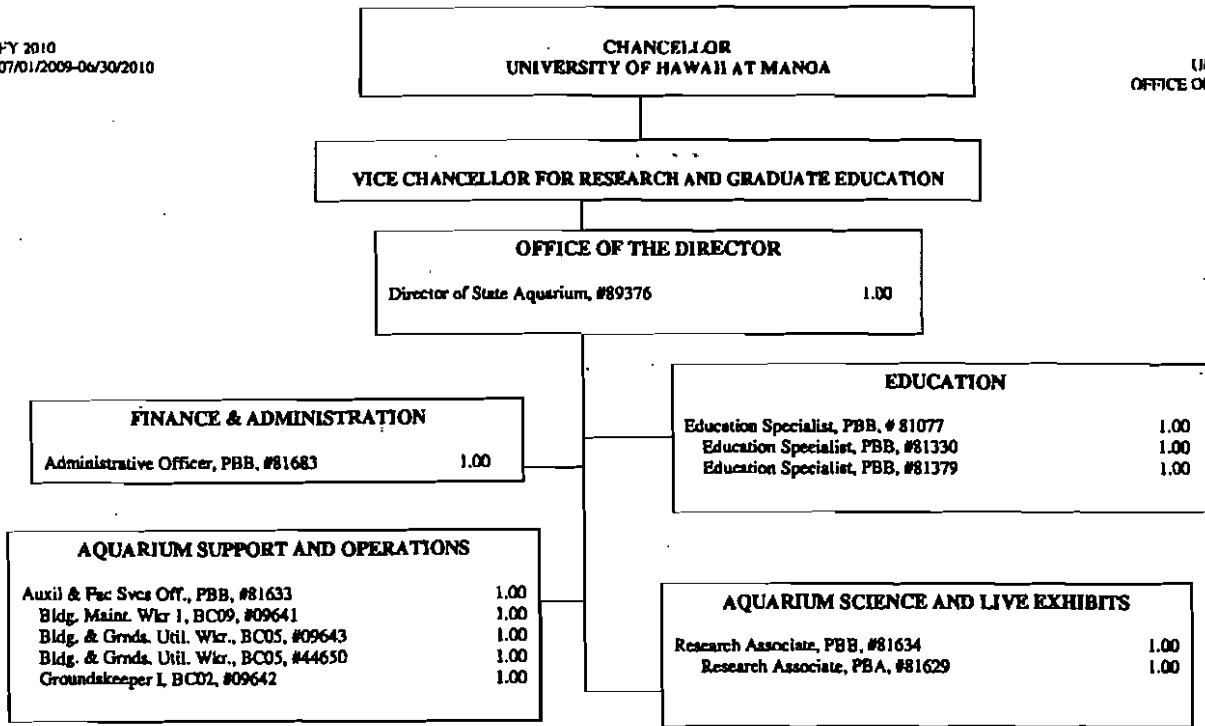 FY 2010
07/01/2009-06/30/2010
CHANCELLOR
UNIVERSITY OF HAWAII AT MANOA
OFFICE
VICE CHANCELLOR FOR RESEARCH AND GRADUATE EDUCATION
OFFICE OF THE DIRECTOR
Director of State Aquarium, #89376 1.00
FINANCE & ADMINISTRATION
Administrative Officer, PBB, #81683 1.00
EDUCATION
Education Specialist, PBB, # 81077 1.00
Education Specialist, PBB, #81330 1.00
Education Specialist, PBB, #81379 1.00
AQUARIUM SUPPORT AND OPERATIONS
Auxil & Fac Svcs Off., PBB, #81633 1.00
Bldg. Maint. Wkr I, BC09, #09641 1.00
Bldg. & Grnds. Util. Wkr., BC05, #09643 1.00
Bldg. & Grnds. Util. Wkr., BC05, #44650 1.00
Groundskeeper I, BC02, #09642 1.00
AQUARIUM SCIENCE AND LIVE EXHIBITS
Research Associate, PBB, #81634 1.00
Research Associate, PBA, #81629 1.00